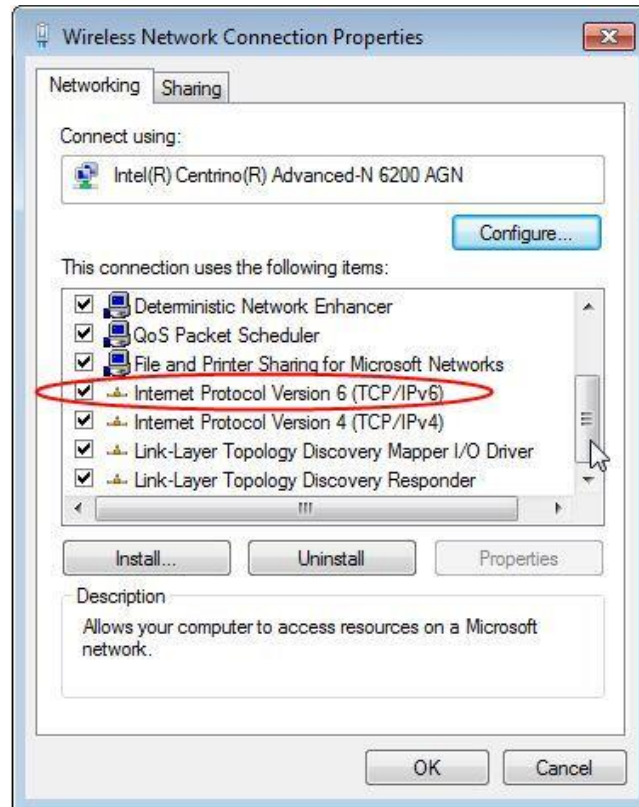 Wireless Network Connection Properties
Networking Sharing
Connect using:
Intel(R) Centrino(R) Advanced-N 6200 AGN
Configure...
This connection uses the following items:
Deterministic Network Enhancer
QoS Packet Scheduler
File and Printer Sharing for Microsoft Networks
Internet Protocol Version 6 (TCP/IPv6)
Internet Protocol Version 4 (TCP/IPv4)
Link-Layer Topology Discovery Mapper I/O Driver
Link-Layer Topology Discovery Responder
Install... Uninstall Properties
Description
Allows your computer to access resources on a Microsoft
network.
OK Cancel